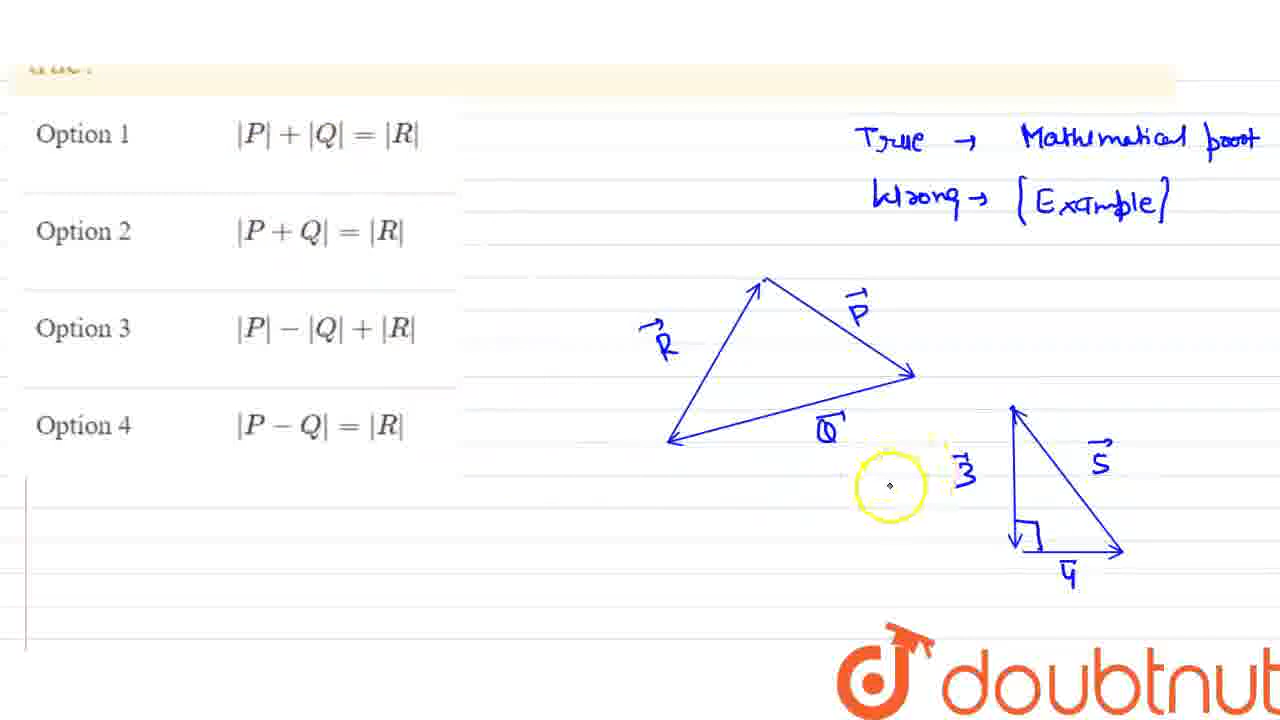 Option 1 |P| + |Q| = |R|
Option 2 |P + Q| = |R|
Option 3 |P| − |Q| + |R|
Option 4 |P − Q| = |R|
True → Mathematical proof
Wrong → [Example]
R⃗
P⃗
Q⃗
3⃗
5⃗
4⃗
doubtnut